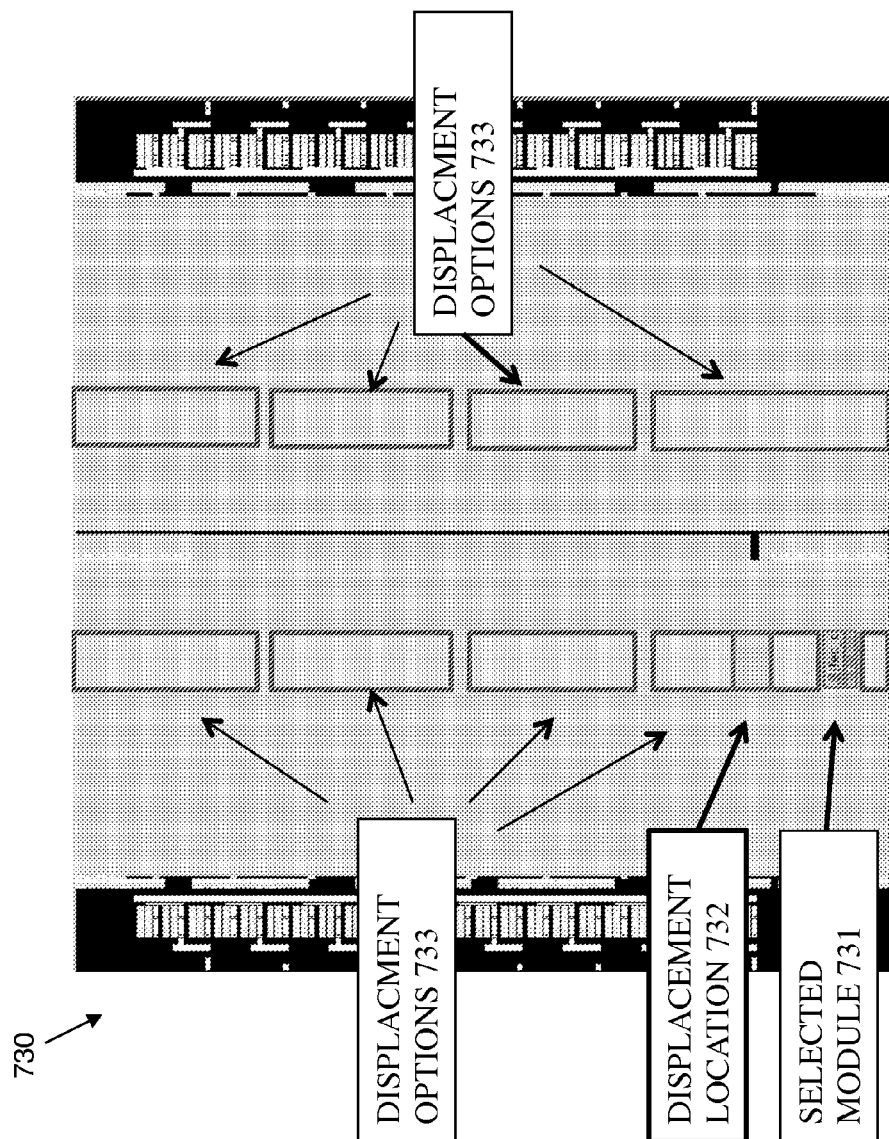 730
DISPLACMENT
OPTIONS 733
DISPLACMENT
OPTIONS 733
DISPLACEMENT
LOCATION 732
SELECTED
MODULE 731